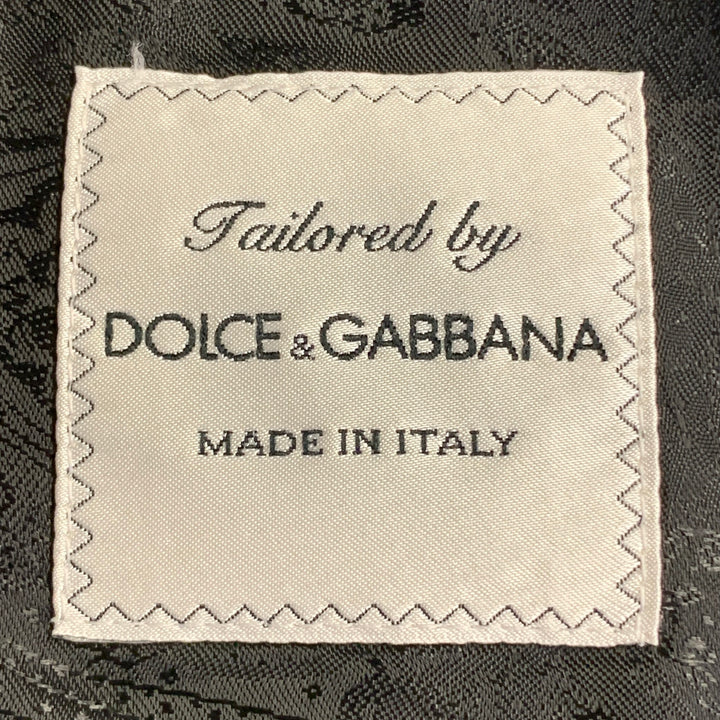 Tailored by
DOLCE & GABBANA
MADE IN ITALY